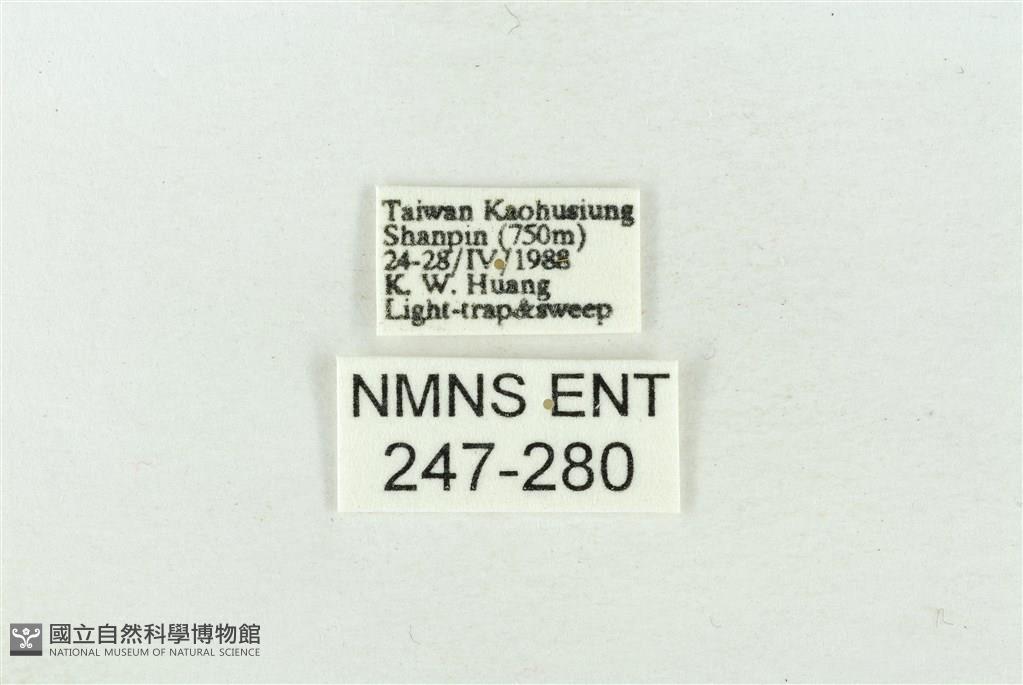 Taiwan Kaohusiung
Shanpin (750m)
24-28/IV/1988
K. W. Huang
Light-trap&sweep
NMNS ENT
247-280
國立自然科學博物館
NATIONAL MUSEUM OF NATURAL SCIENCE